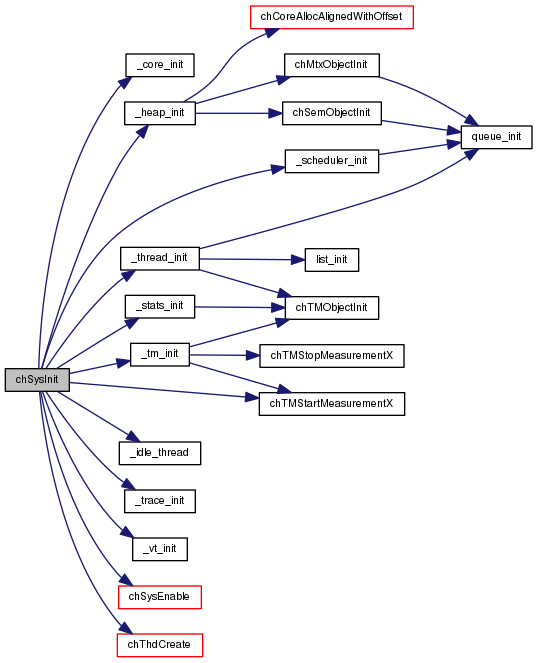 chCoreAllocAlignedWithOffset
_core_init
chMtxObjectInit
_heap_init
chSemObjectInit
queue_init
_scheduler_init
_thread_init
list_init
_stats_init
chTMObjectInit
_tm_init
chTMStopMeasurementX
chSysInit
chTMStartMeasurementX
_idle_thread
_trace_init
_vt_init
chSysEnable
chThdCreate